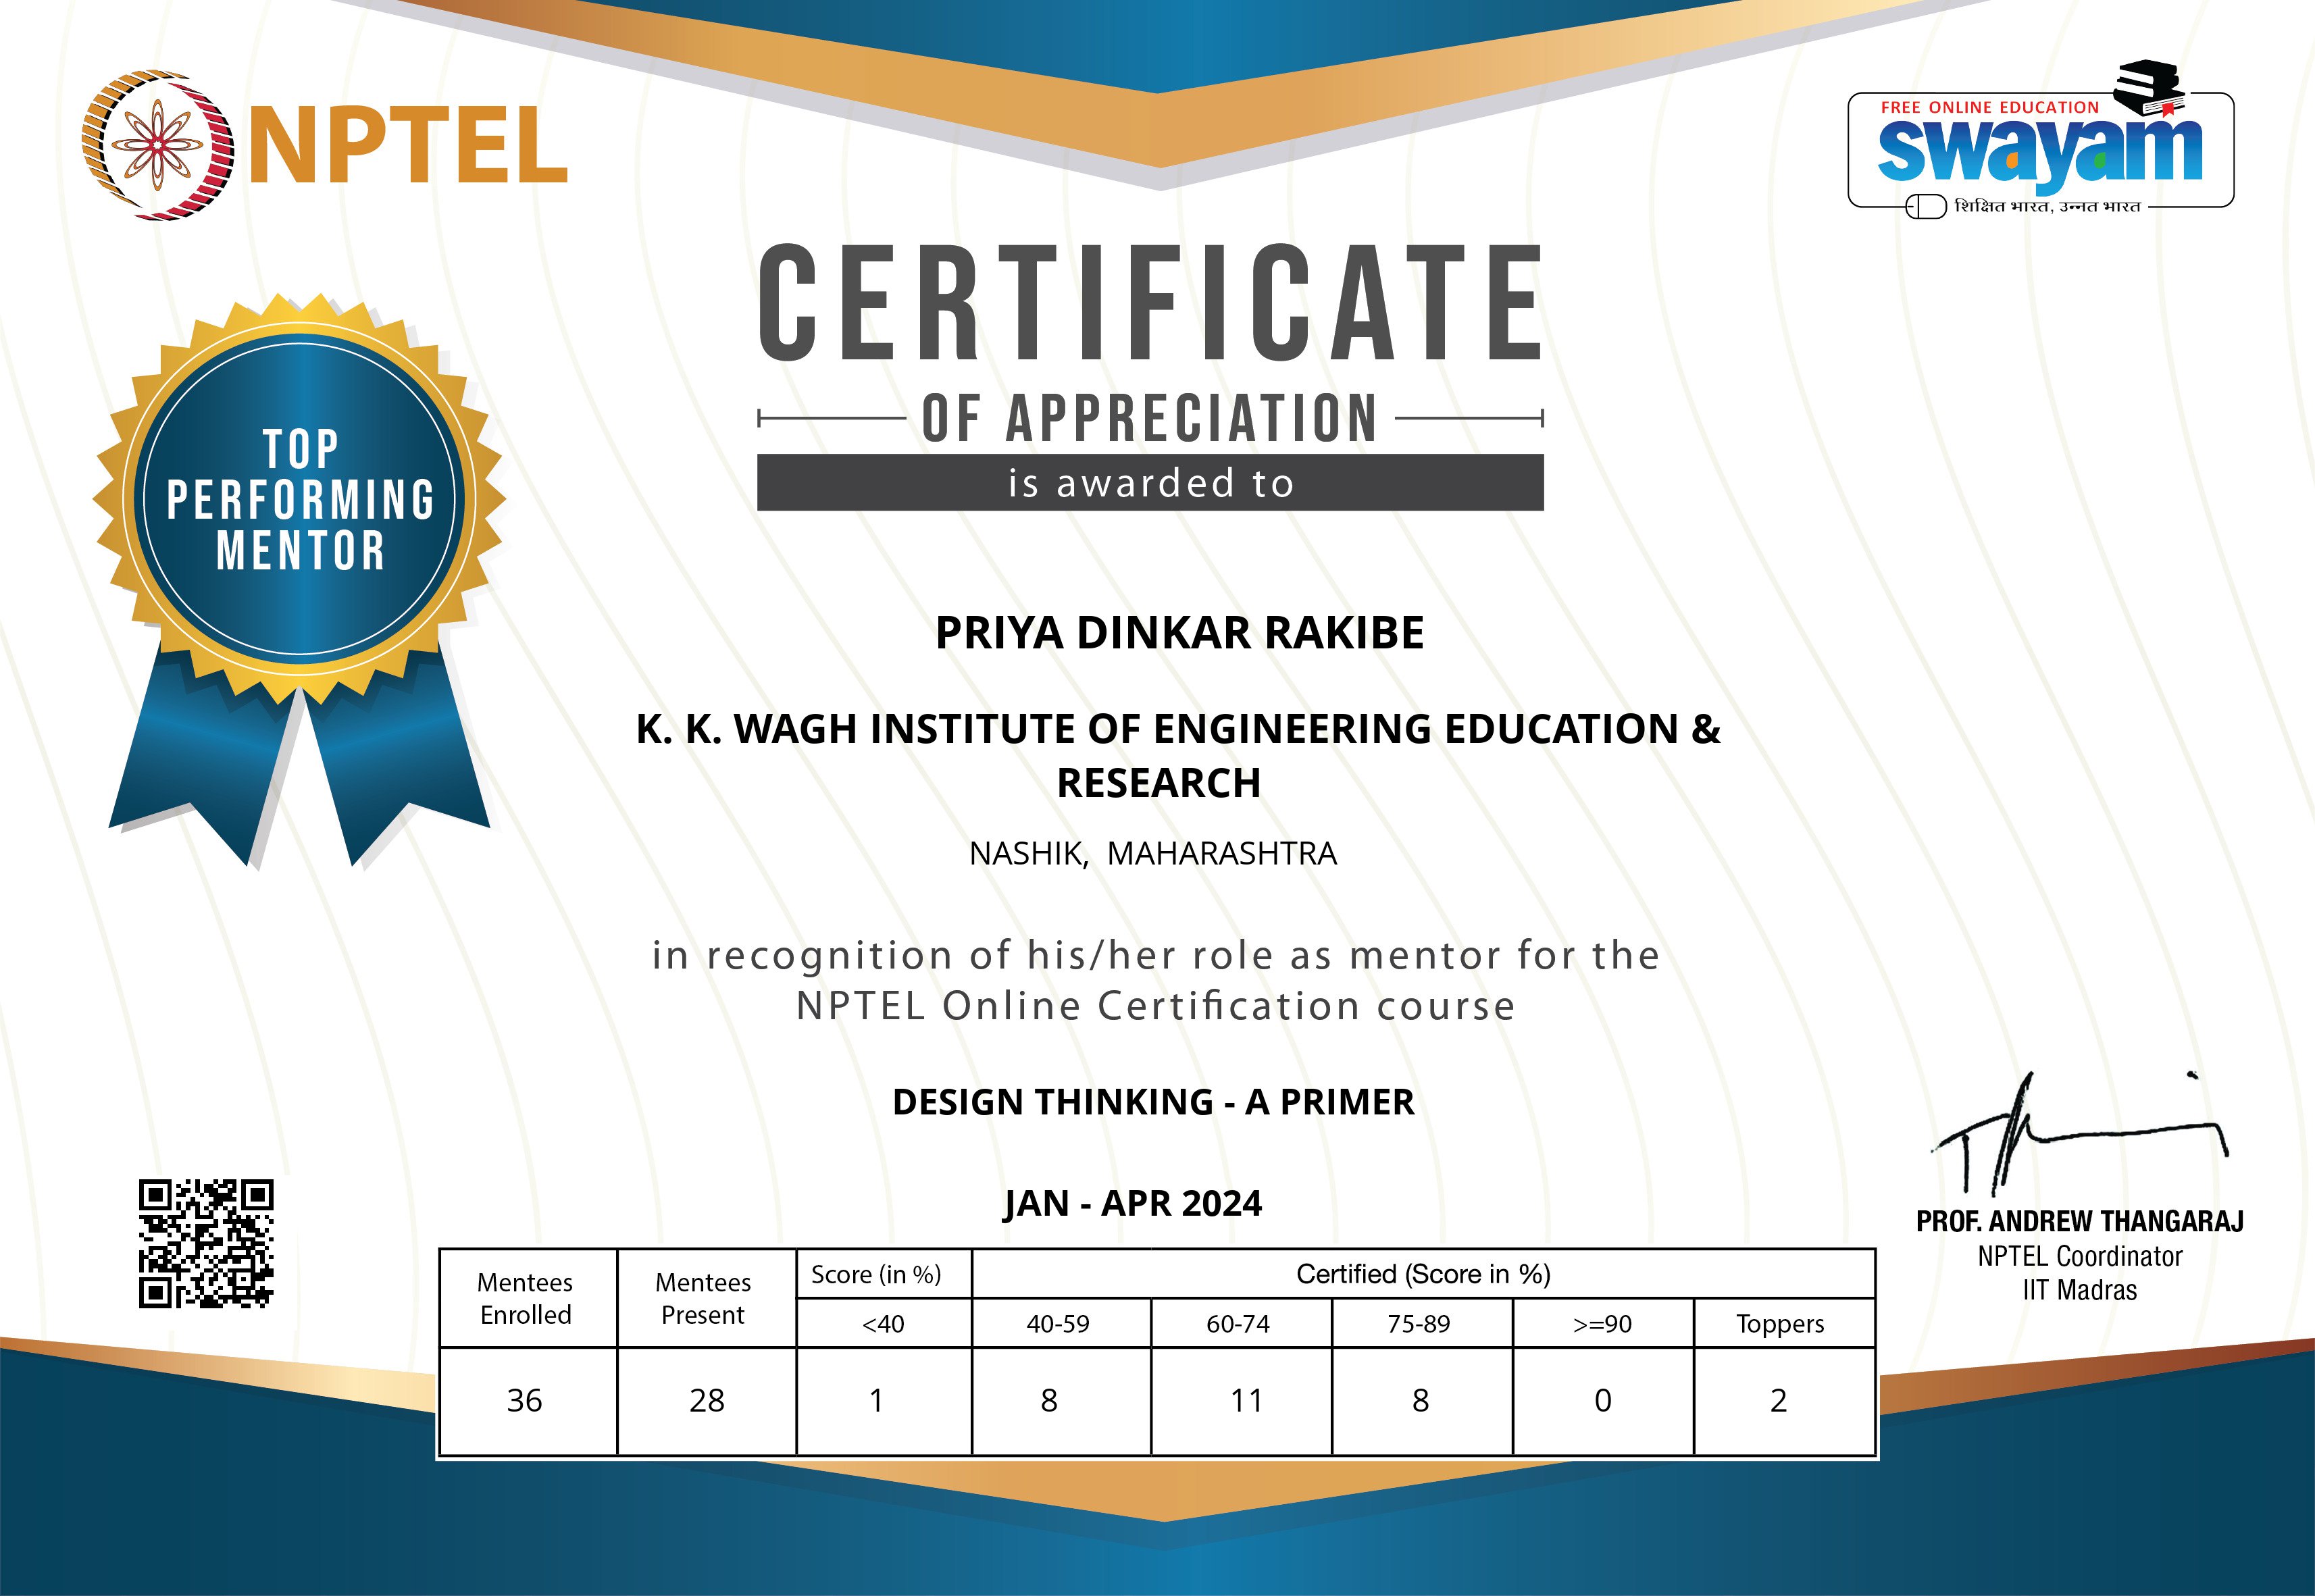 NPTEL
FREE ONLINE EDUCATION
swayam
शिक्षित भारत, उन्नत भारत
CERTIFICATE
OF APPRECIATION
is awarded to
TOP
PERFORMING
MENTOR
PRIYA DINKAR RAKIBE
K. K. WAGH INSTITUTE OF ENGINEERING EDUCATION &
RESEARCH
NASHIK, MAHARASHTRA
in recognition of his/her role as mentor for the
NPTEL Online Certification course
DESIGN THINKING - A PRIMER
JAN - APR 2024
PROF. ANDREW THANGARAJ
NPTEL Coordinator
IIT Madras
Mentees Enrolled Mentees Present Score (in %) Certified (Score in %)
<40 40-59 60-74 75-89 >=90 Toppers
36 28 1 8 11 8 0 2